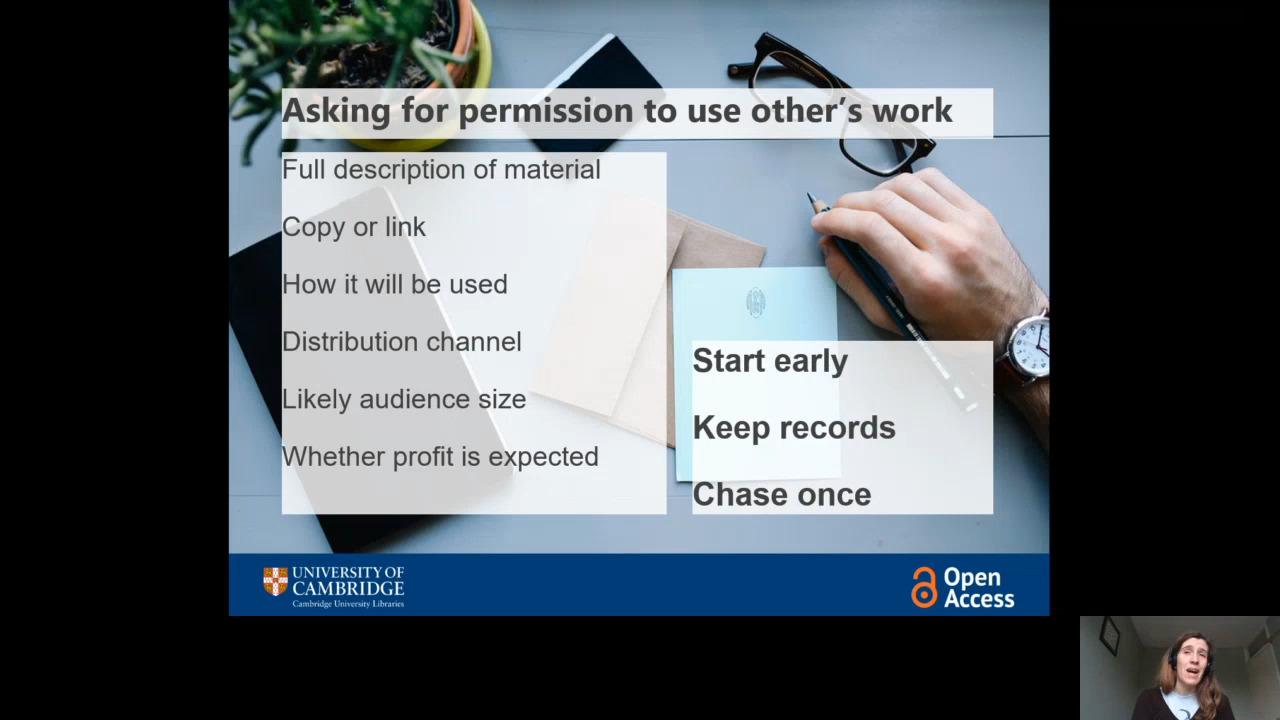 Asking for permission to use other’s work
Full description of material
Copy or link
How it will be used
Distribution channel
Likely audience size
Whether profit is expected
Start early
Keep records
Chase once
UNIVERSITY OF
CAMBRIDGE
Cambridge University Libraries
Open
Access